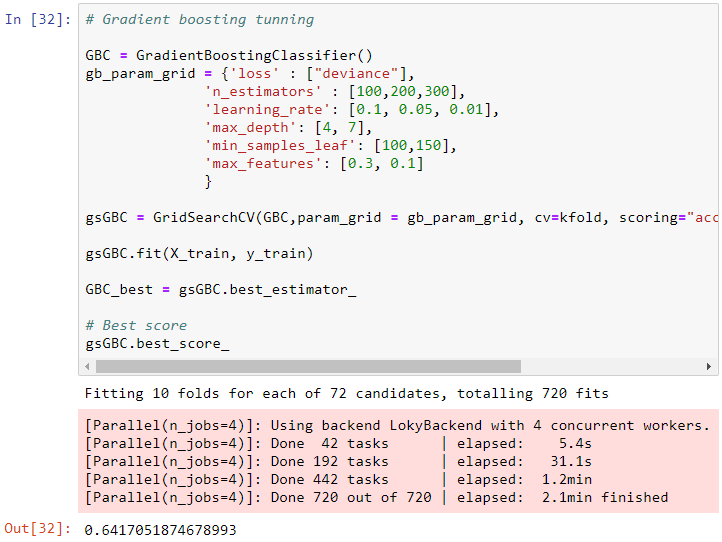 In [32]: # Gradient boosting tunning
GBC = GradientBoostingClassifier()
gb_param_grid = {'loss' : ["deviance"],
'n_estimators' : [100,200,300],
'learning_rate': [0.1, 0.05, 0.01],
'max_depth': [4, 7],
'min_samples_leaf': [100,150],
'max_features': [0.3, 0.1]
}
gsGBC = GridSearchCV(GBC,param_grid = gb_param_grid, cv=kfold, scoring="acc
gsGBC.fit(X_train, y_train)
GBC_best = gsGBC.best_estimator_
# Best score
gsGBC.best_score_
Fitting 10 folds for each of 72 candidates, totalling 720 fits
[Parallel(n_jobs=4)]: Using backend LokyBackend with 4 concurrent workers.
[Parallel(n_jobs=4)]: Done  42 tasks      | elapsed:    5.4s
[Parallel(n_jobs=4)]: Done 192 tasks      | elapsed:   31.1s
[Parallel(n_jobs=4)]: Done 442 tasks      | elapsed:  1.2min
[Parallel(n_jobs=4)]: Done 720 out of 720 | elapsed:  2.1min finished
Out[32]: 0.6417051874678993